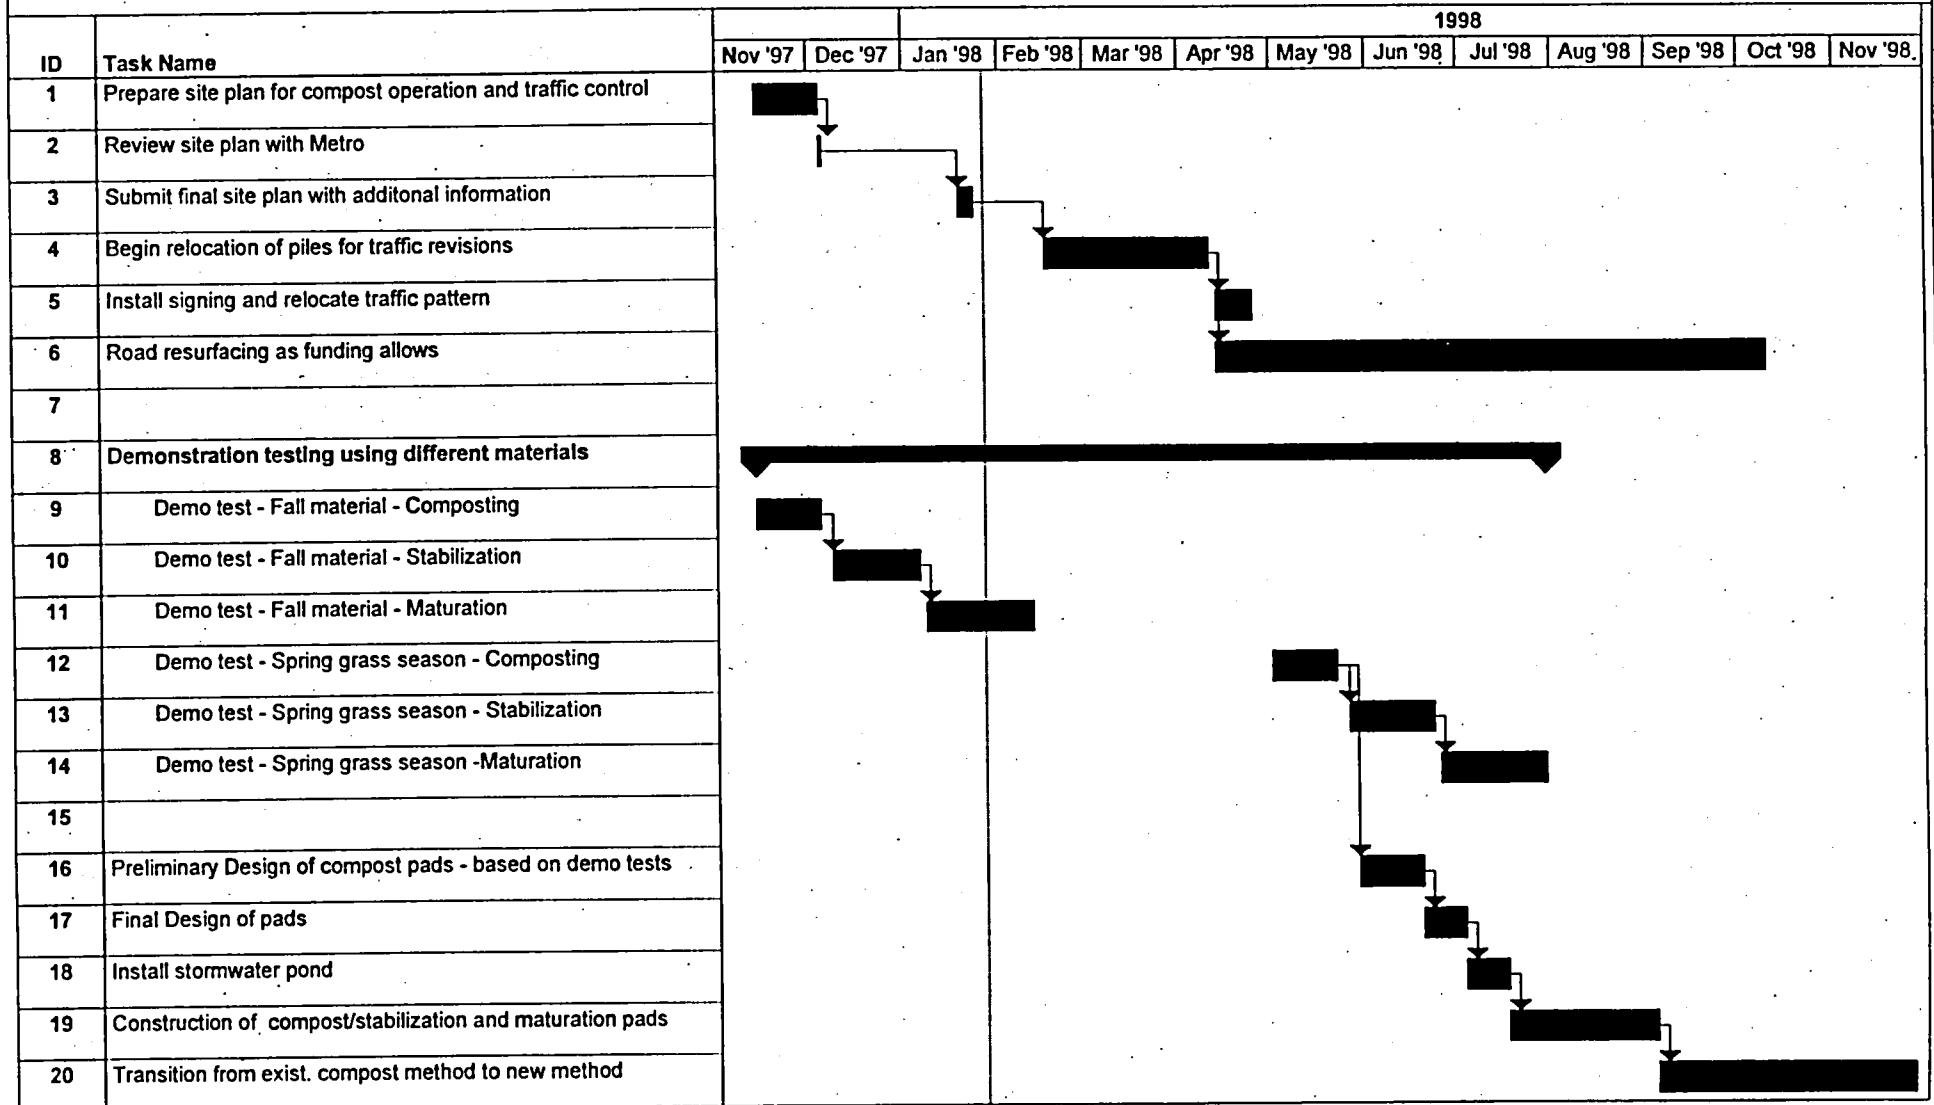 1998
ID Task Name Nov '97 Dec '97 Jan '98 Feb '98 Mar '98 Apr '98 May '98 Jun '98 Jul '98 Aug '98 Sep '98 Oct '98 Nov '98
1 Prepare site plan for compost operation and traffic control
2 Review site plan with Metro
3 Submit final site plan with additonal information
4 Begin relocation of piles for traffic revisions
5 Install signing and relocate traffic pattern
6 Road resurfacing as funding allows
7
8 Demonstration testing using different materials
9 Demo test - Fall material - Composting
10 Demo test - Fall material - Stabilization
11 Demo test - Fall material - Maturation
12 Demo test - Spring grass season - Composting
13 Demo test - Spring grass season - Stabilization
14 Demo test - Spring grass season -Maturation
15
16 Preliminary Design of compost pads - based on demo tests
17 Final Design of pads
18 Install stormwater pond
19 Construction of compost/stabilization and maturation pads
20 Transition from exist. compost method to new method